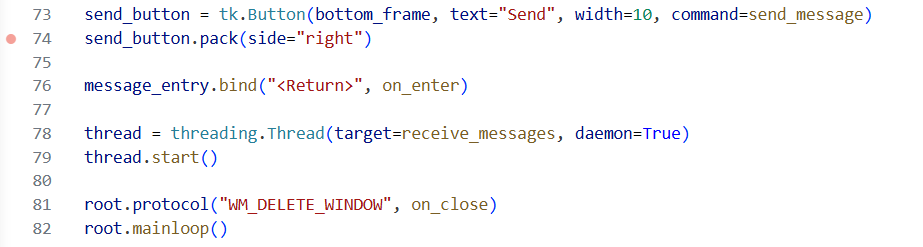 73 send_button = tk.Button(bottom_frame, text="Send", width=10, command=send_message)
74 send_button.pack(side="right")
75
76 message_entry.bind("<Return>", on_enter)
77
78 thread = threading.Thread(target=receive_messages, daemon=True)
79 thread.start()
80
81 root.protocol("WM_DELETE_WINDOW", on_close)
82 root.mainloop()